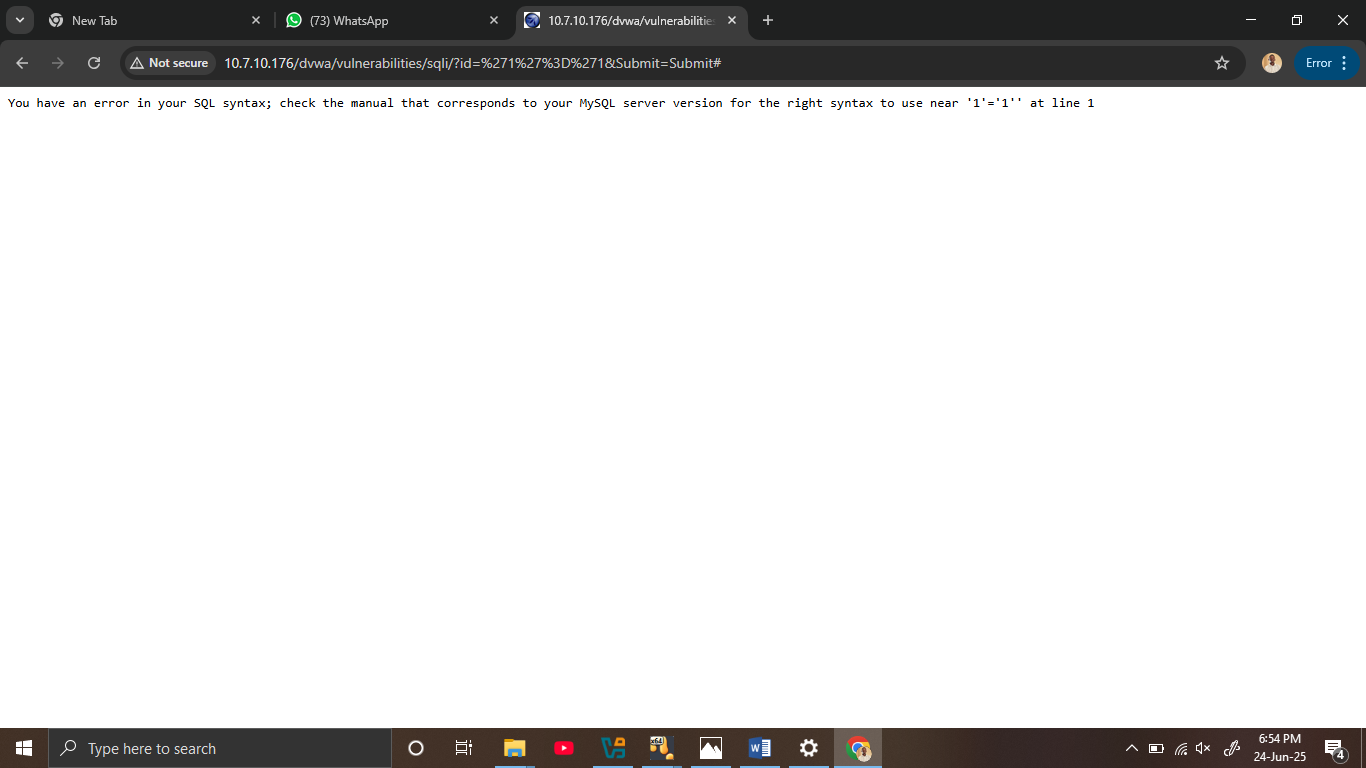 New Tab
(73) WhatsApp
10.7.10.176/dvwa/vulnerabilitie
Not secure
10.7.10.176/dvwa/vulnerabilities/sqli/?id=%271%27%3D%271&Submit=Submit#
Error
You have an error in your SQL syntax; check the manual that corresponds to your MySQL server version for the right syntax to use near '1'='1'' at line 1
Type here to search
x64
6:54 PM
24-Jun-25
4